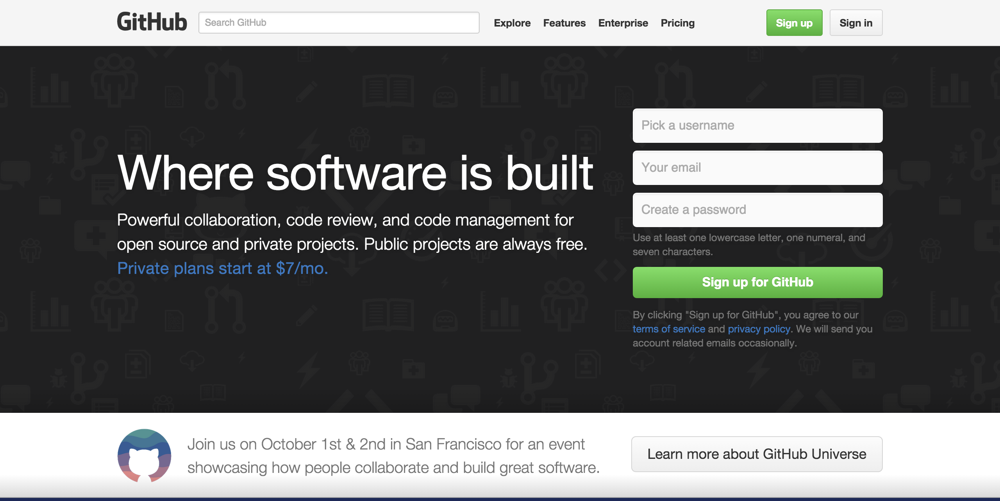 GitHub
Search GitHub
Explore
Features
Enterprise
Pricing
Sign up
Sign in
Where software is built
Powerful collaboration, code review, and code management for
open source and private projects. Public projects are always free.
Private plans start at $7/mo.
Pick a username
Your email
Create a password
Use at least one lowercase letter, one numeral, and
seven characters.
Sign up for GitHub
By clicking "Sign up for GitHub", you agree to our
terms of service and privacy policy. We will send you
account related emails occasionally.
Join us on October 1st & 2nd in San Francisco for an event
showcasing how people collaborate and build great software.
Learn more about GitHub Universe